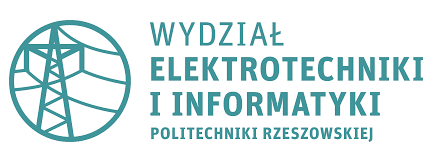 WYDZIAŁ
ELEKTROTECHNIKI
I INFORMATYKI
POLITECHNIKI RZESZOWSKIEJ